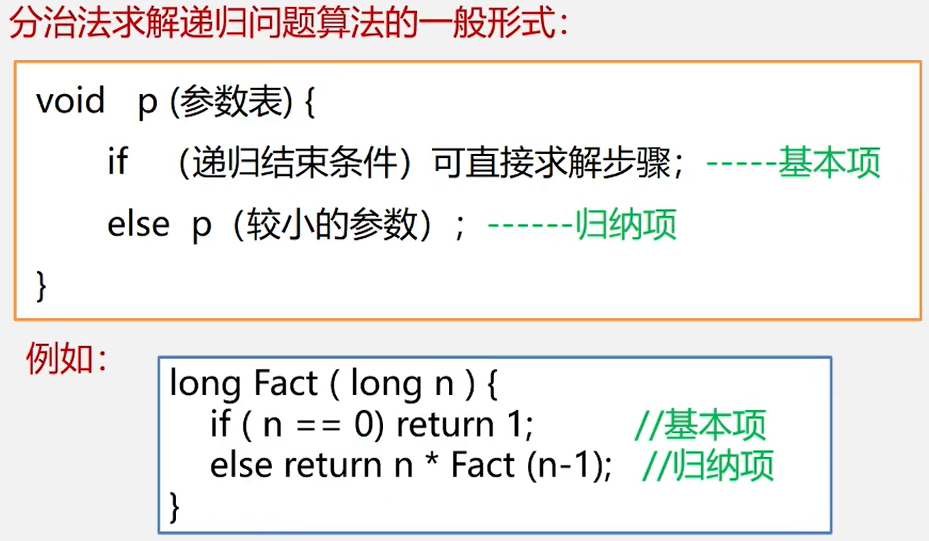 分治法求解递归问题算法的一般形式：
void p (参数表) {
if （递归结束条件）可直接求解步骤；-----基本项
else p（较小的参数）；------归纳项
}
例如：
long Fact ( long n ) {
if ( n == 0) return 1; //基本项
else return n * Fact (n-1); //归纳项
}